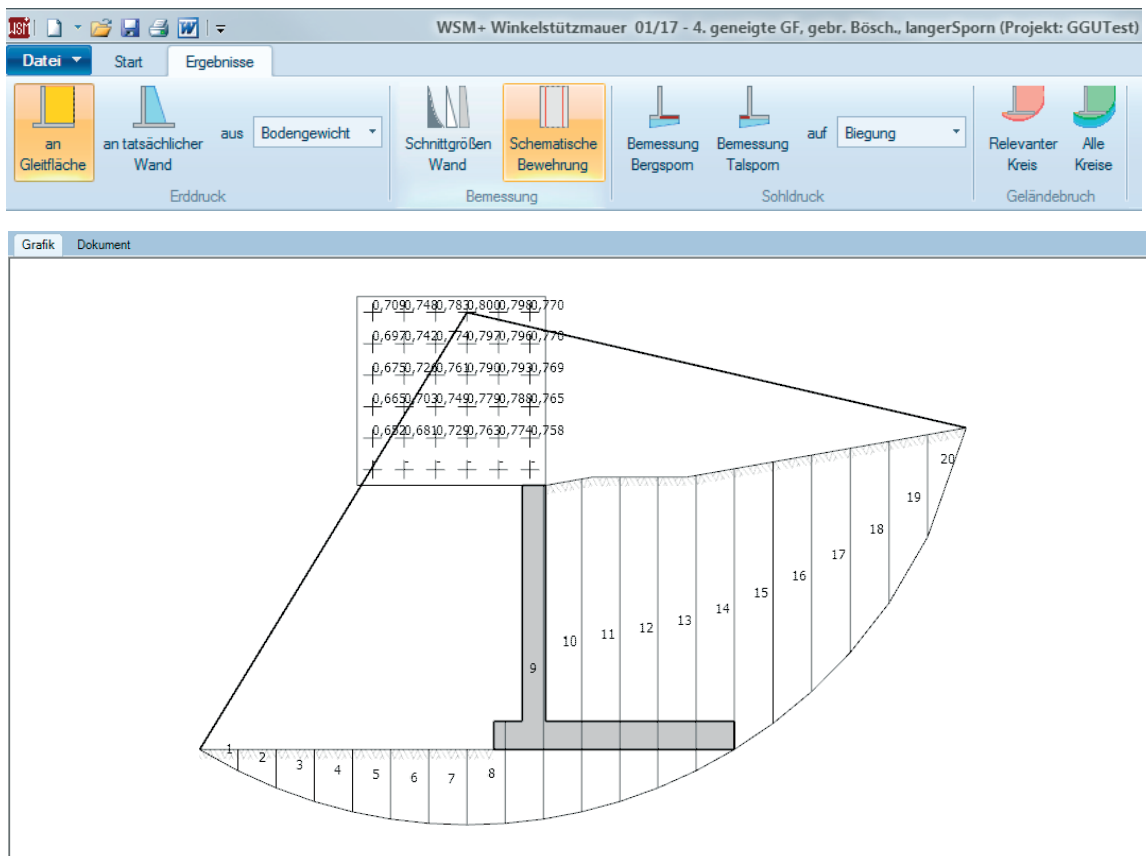 WSM
WSM+ Winkelstützmauer 01/17 - 4. geneigte GF, gebr. Bösch., langerSporn (Projekt: GGUTest)
Datei Start Ergebnisse
an Gleitfläche
an tatsächlicher Wand
aus Bodengewicht
Schnittgrößen Wand
Schematische Bewehrung
Bemessung Bergsporn
Bemessung Talsporn
auf Biegung
Relevanter Kreis
Alle Kreise
Erddruck Bemessung Sohldruck Geländebruch
Grafik Dokument
0,709 0,748 0,783 0,800 0,798 0,770
0,697 0,742 0,774 0,797 0,796 0,770
0,675 0,761 0,790 0,793 0,769
0,665 0,703 0,749 0,779 0,788 0,765
0,652 0,681 0,729 0,763 0,774 0,758
- - - - - -
20
19
18
17
16
15
14
13
12
11
10
9
1
2
3
4
5
6
7
8